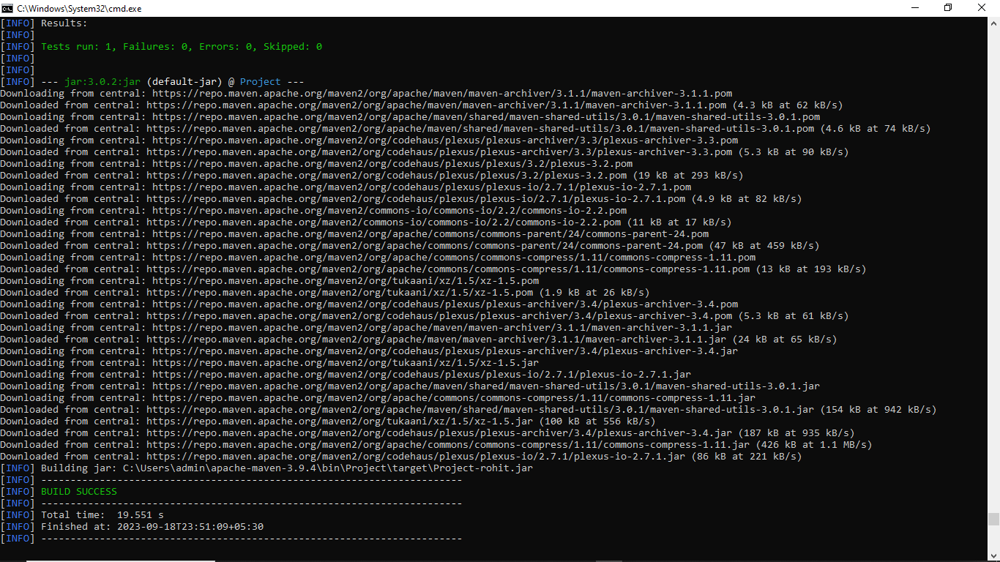 C:\Windows\System32\cmd.exe
[INFO] Results:
[INFO]
[INFO] Tests run: 1, Failures: 0, Errors: 0, Skipped: 0
[INFO]
[INFO]
[INFO] --- jar:3.0.2:jar (default-jar) @ Project ---
Downloading from central: https://repo.maven.apache.org/maven2/org/apache/maven/maven-archiver/3.1.1/maven-archiver-3.1.1.pom
Downloaded from central: https://repo.maven.apache.org/maven2/org/apache/maven/maven-archiver/3.1.1/maven-archiver-3.1.1.pom (4.3 kB at 62 kB/s)
Downloading from central: https://repo.maven.apache.org/maven2/org/apache/maven/shared/maven-shared-utils/3.0.1/maven-shared-utils-3.0.1.pom
Downloaded from central: https://repo.maven.apache.org/maven2/org/apache/maven/shared/maven-shared-utils/3.0.1/maven-shared-utils-3.0.1.pom (4.6 kB at 74 kB/s)
Downloading from central: https://repo.maven.apache.org/maven2/org/codehaus/plexus/plexus-archiver/3.3/plexus-archiver-3.3.pom
Downloaded from central: https://repo.maven.apache.org/maven2/org/codehaus/plexus/plexus-archiver/3.3/plexus-archiver-3.3.pom (5.3 kB at 90 kB/s)
Downloading from central: https://repo.maven.apache.org/maven2/org/codehaus/plexus/plexus/3.2/plexus-3.2.pom
Downloaded from central: https://repo.maven.apache.org/maven2/org/codehaus/plexus/plexus/3.2/plexus-3.2.pom (19 kB at 293 kB/s)
Downloading from central: https://repo.maven.apache.org/maven2/org/codehaus/plexus/plexus-io/2.7.1/plexus-io-2.7.1.pom
Downloaded from central: https://repo.maven.apache.org/maven2/org/codehaus/plexus/plexus-io/2.7.1/plexus-io-2.7.1.pom (4.9 kB at 82 kB/s)
Downloading from central: https://repo.maven.apache.org/maven2/commons-io/commons-io/2.2/commons-io-2.2.pom
Downloaded from central: https://repo.maven.apache.org/maven2/commons-io/commons-io/2.2/commons-io-2.2.pom (11 kB at 17 kB/s)
Downloading from central: https://repo.maven.apache.org/maven2/org/apache/commons/commons-parent/24/commons-parent-24.pom
Downloaded from central: https://repo.maven.apache.org/maven2/org/apache/commons/commons-parent/24/commons-parent-24.pom (47 kB at 459 kB/s)
Downloading from central: https://repo.maven.apache.org/maven2/org/apache/commons/commons-compress/1.11/commons-compress-1.11.pom
Downloaded from central: https://repo.maven.apache.org/maven2/org/apache/commons/commons-compress/1.11/commons-compress-1.11.pom (13 kB at 193 kB/s)
Downloading from central: https://repo.maven.apache.org/maven2/org/tukaani/xz/1.5/xz-1.5.pom
Downloaded from central: https://repo.maven.apache.org/maven2/org/tukaani/xz/1.5/xz-1.5.pom (1.9 kB at 26 kB/s)
Downloading from central: https://repo.maven.apache.org/maven2/org/codehaus/plexus/plexus-archiver/3.4/plexus-archiver-3.4.pom
Downloaded from central: https://repo.maven.apache.org/maven2/org/codehaus/plexus/plexus-archiver/3.4/plexus-archiver-3.4.pom (5.3 kB at 61 kB/s)
Downloading from central: https://repo.maven.apache.org/maven2/org/apache/maven/maven-archiver/3.1.1/maven-archiver-3.1.1.jar
Downloaded from central: https://repo.maven.apache.org/maven2/org/apache/maven/maven-archiver/3.1.1/maven-archiver-3.1.1.jar (24 kB at 65 kB/s)
Downloading from central: https://repo.maven.apache.org/maven2/org/codehaus/plexus/plexus-archiver/3.4/plexus-archiver-3.4.jar
Downloading from central: https://repo.maven.apache.org/maven2/org/tukaani/xz/1.5/xz-1.5.jar
Downloading from central: https://repo.maven.apache.org/maven2/org/codehaus/plexus/plexus-io/2.7.1/plexus-io-2.7.1.jar
Downloading from central: https://repo.maven.apache.org/maven2/org/apache/maven/shared/maven-shared-utils/3.0.1/maven-shared-utils-3.0.1.jar
Downloading from central: https://repo.maven.apache.org/maven2/org/apache/commons/commons-compress/1.11/commons-compress-1.11.jar
Downloaded from central: https://repo.maven.apache.org/maven2/org/apache/maven/shared/maven-shared-utils/3.0.1/maven-shared-utils-3.0.1.jar (154 kB at 942 kB/s)
Downloaded from central: https://repo.maven.apache.org/maven2/org/tukaani/xz/1.5/xz-1.5.jar (100 kB at 556 kB/s)
Downloaded from central: https://repo.maven.apache.org/maven2/org/codehaus/plexus/plexus-archiver/3.4/plexus-archiver-3.4.jar (187 kB at 935 kB/s)
Downloaded from central: https://repo.maven.apache.org/maven2/org/apache/commons/commons-compress/1.11/commons-compress-1.11.jar (426 kB at 1.1 MB/s)
Downloaded from central: https://repo.maven.apache.org/maven2/org/codehaus/plexus/plexus-io/2.7.1/plexus-io-2.7.1.jar (86 kB at 221 kB/s)
[INFO] Building jar: C:\Users\admin\apache-maven-3.9.4\bin\Project\target\Project-rohit.jar
[INFO] ------------------------------------------------------------------------
[INFO] BUILD SUCCESS
[INFO] ------------------------------------------------------------------------
[INFO] Total time:  19.551 s
[INFO] Finished at: 2023-09-18T23:51:09+05:30
[INFO] ------------------------------------------------------------------------